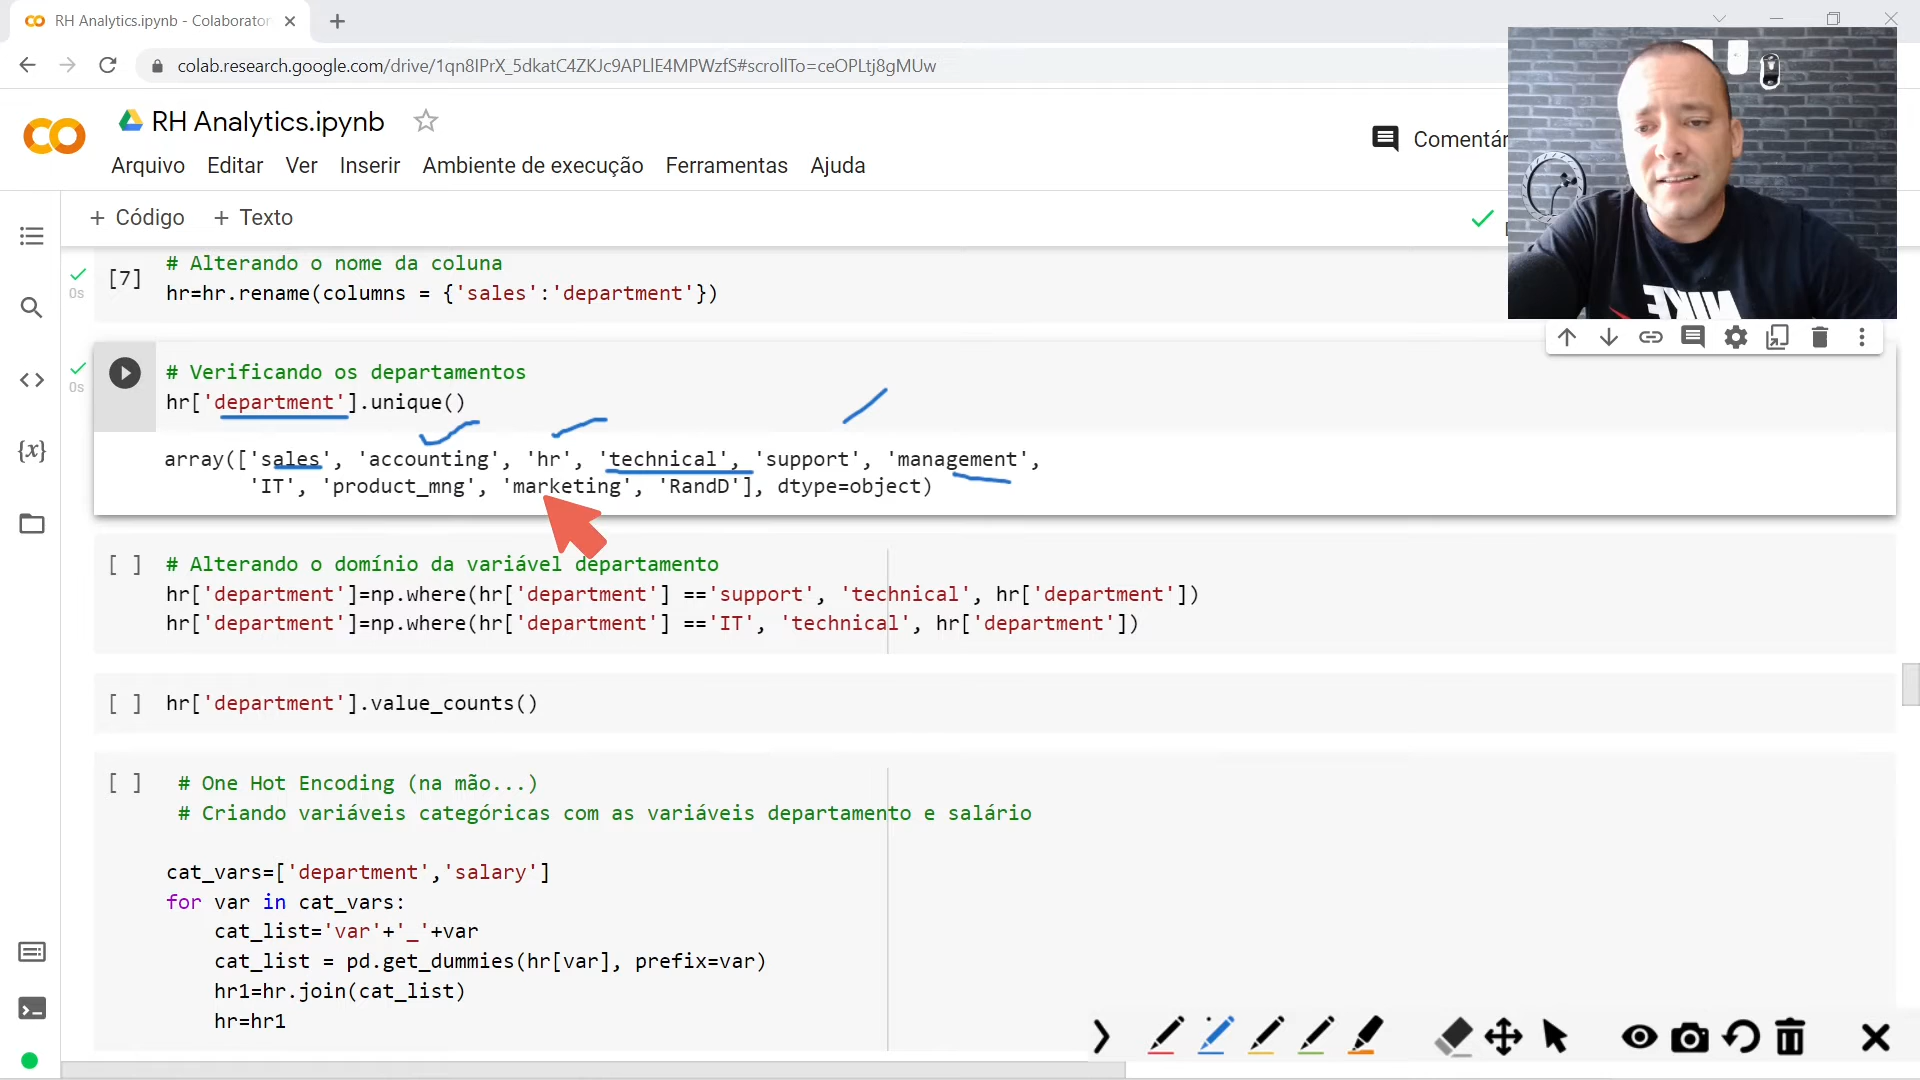 RH Analytics.ipynb - Colaborator
colab.research.google.com/drive/1qn8IPrX_5dkatC4ZKJc9APLlE4MPWzfS#scrollTo=ceOPLtj8gMUw
RH Analytics.ipynb
Comentár
Arquivo Editar Ver Inserir Ambiente de execução Ferramentas Ajuda
+ Código + Texto
# Alterando o nome da coluna
[7] hr=hr.rename(columns = {'sales':'department'})
0s
# Verificando os departamentos
0s
hr['department'].unique()
array(['sales', 'accounting', 'hr', 'technical', 'support', 'management',
'IT', 'product_mng', 'marketing', 'RandD'], dtype=object)
[ ] # Alterando o domínio da variável departamento
hr['department']=np.where(hr['department'] =='support', 'technical', hr['department'])
hr['department']=np.where(hr['department'] =='IT', 'technical', hr['department'])
[ ] hr['department'].value_counts()
[ ] # One Hot Encoding (na mão...)
# Criando variáveis categóricas com as variáveis departamento e salário
cat_vars=['department','salary']
for var in cat_vars:
cat_list='var'+'_'+var
cat_list = pd.get_dummies(hr[var], prefix=var)
hr1=hr.join(cat_list)
hr=hr1
NIKE